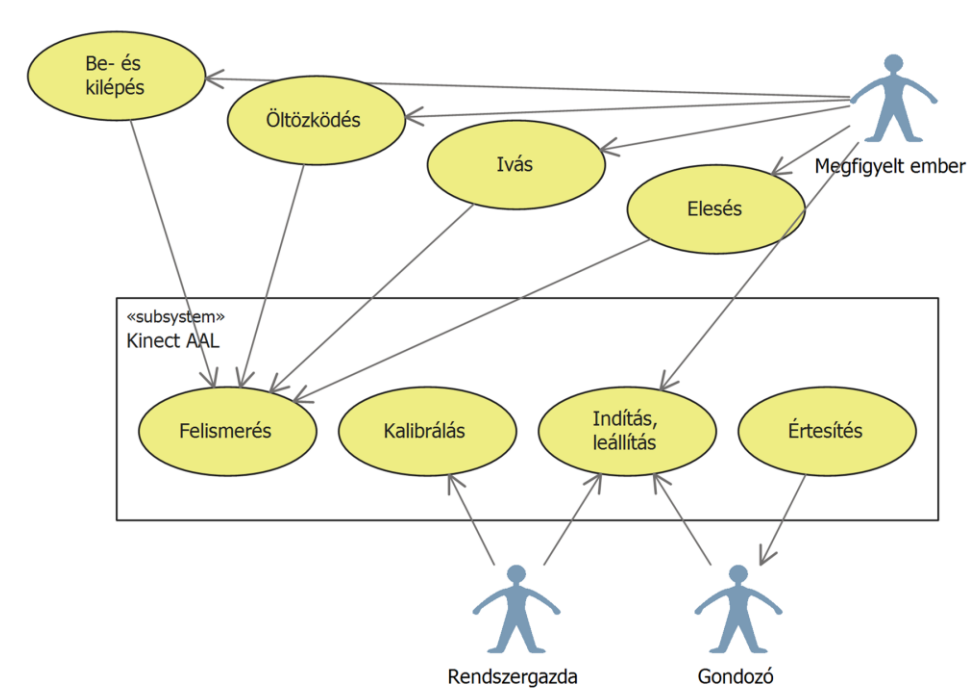 Be- és
kilépés
Öltözködés
Ivás
Elesés
Megfigyelt ember
«subsystem»
Kinect AAL
Felismerés
Kalibrálás
Indítás,
leállítás
Értesítés
Rendszergazda
Gondozó